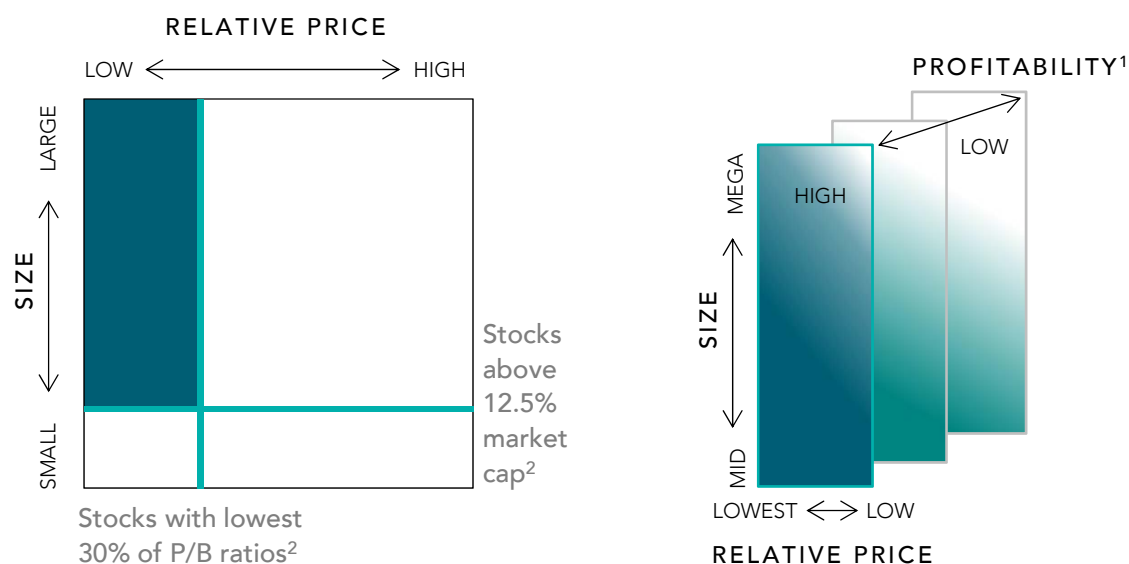 RELATIVE PRICE
LOW
HIGH
LARGE
SIZE
SMALL
Stocks
above
12.5%
market
cap²
Stocks with lowest
30% of P/B ratios²
PROFITABILITY¹
LOW
HIGH
MEGA
SIZE
MID
LOWEST
LOW
RELATIVE PRICE